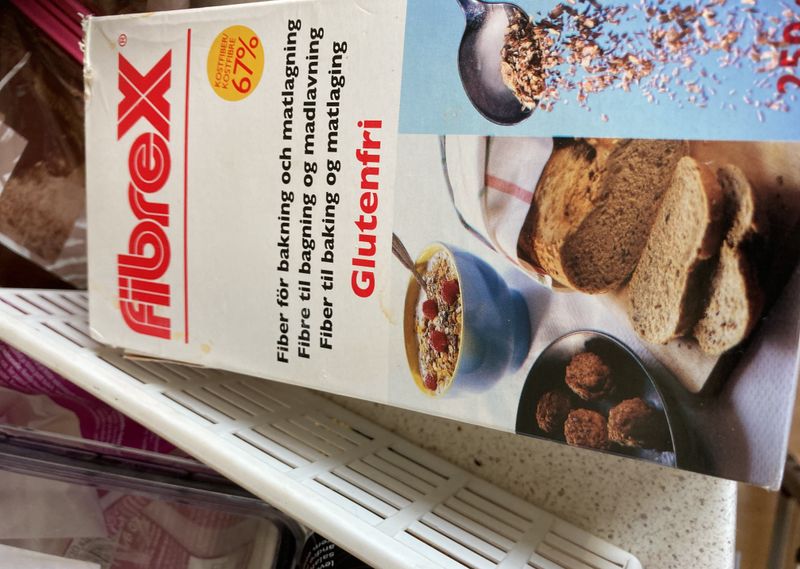 fibrex®
KOSTFIBER/
KOSTFIBRE
67%
Fiber för bakning och matlagning
Fibre til bagning og madlavning
Fiber til baking og matlaging
Glutenfri